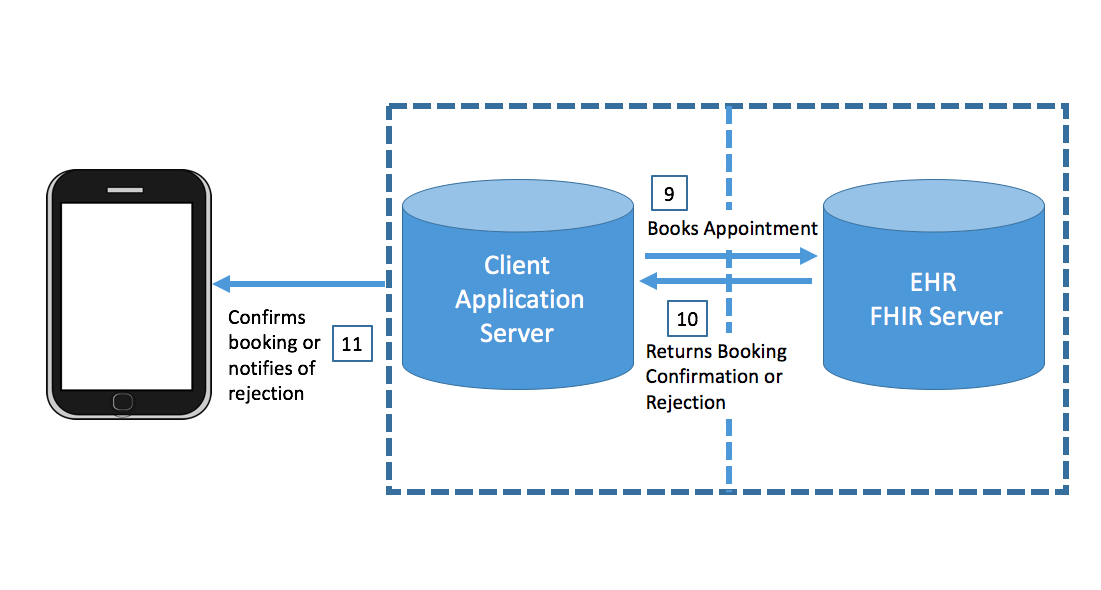 9
Books Appointment
Client
Application
Server
EHR
FHIR Server
10
Returns Booking
Confirmation or
Rejection
Confirms
booking or
notifies of
rejection
11